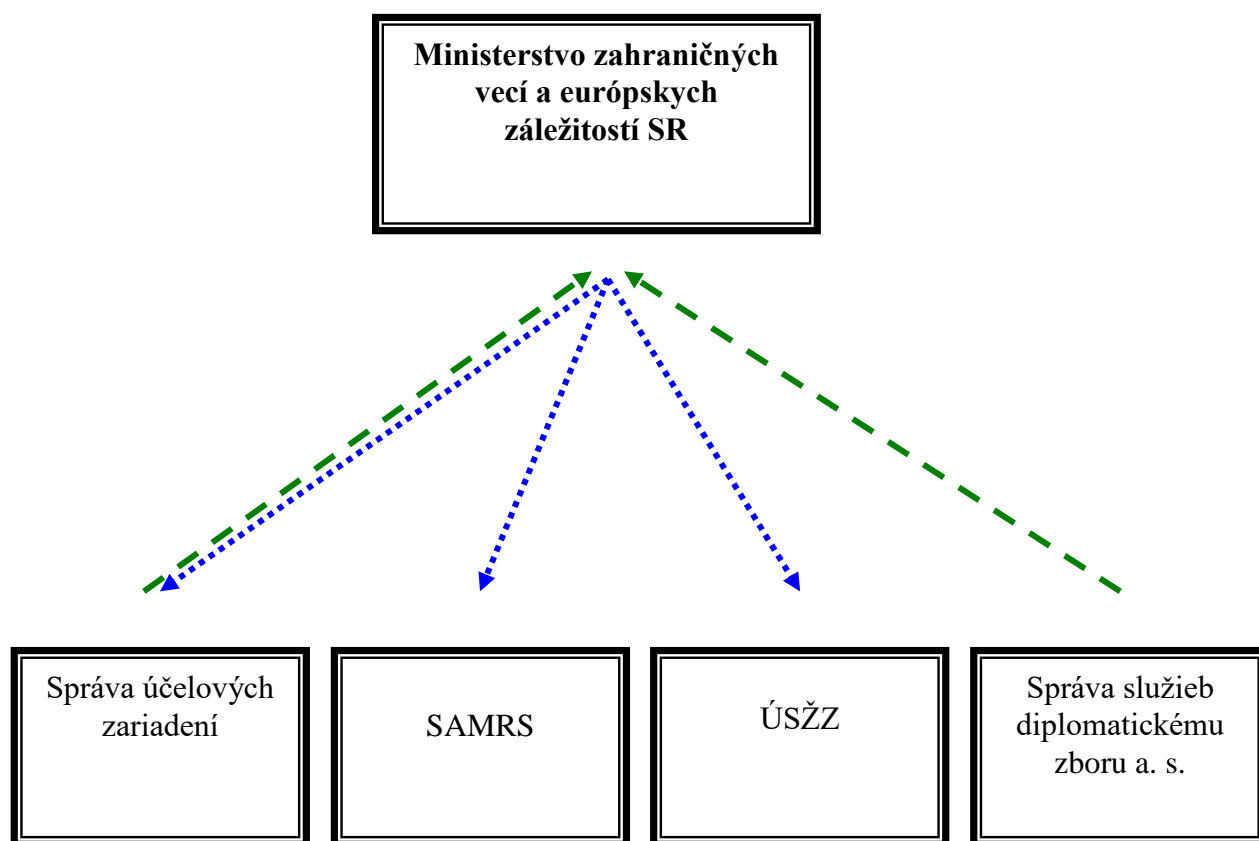 Ministerstvo zahraničných
vecí a európskych
záležitostí SR
Správa účelových
zariadení
SAMRS
ÚSŽZ
Správa služieb
diplomatickému
zboru a. s.